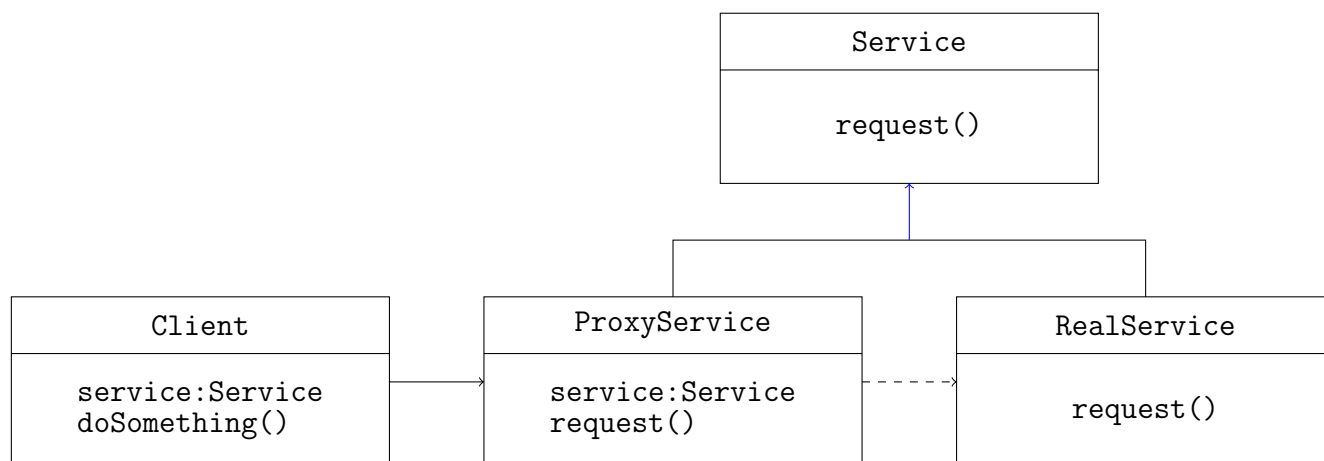 Service
request()
Client
service:Service
doSomething()
ProxyService
service:Service
request()
RealService
request()